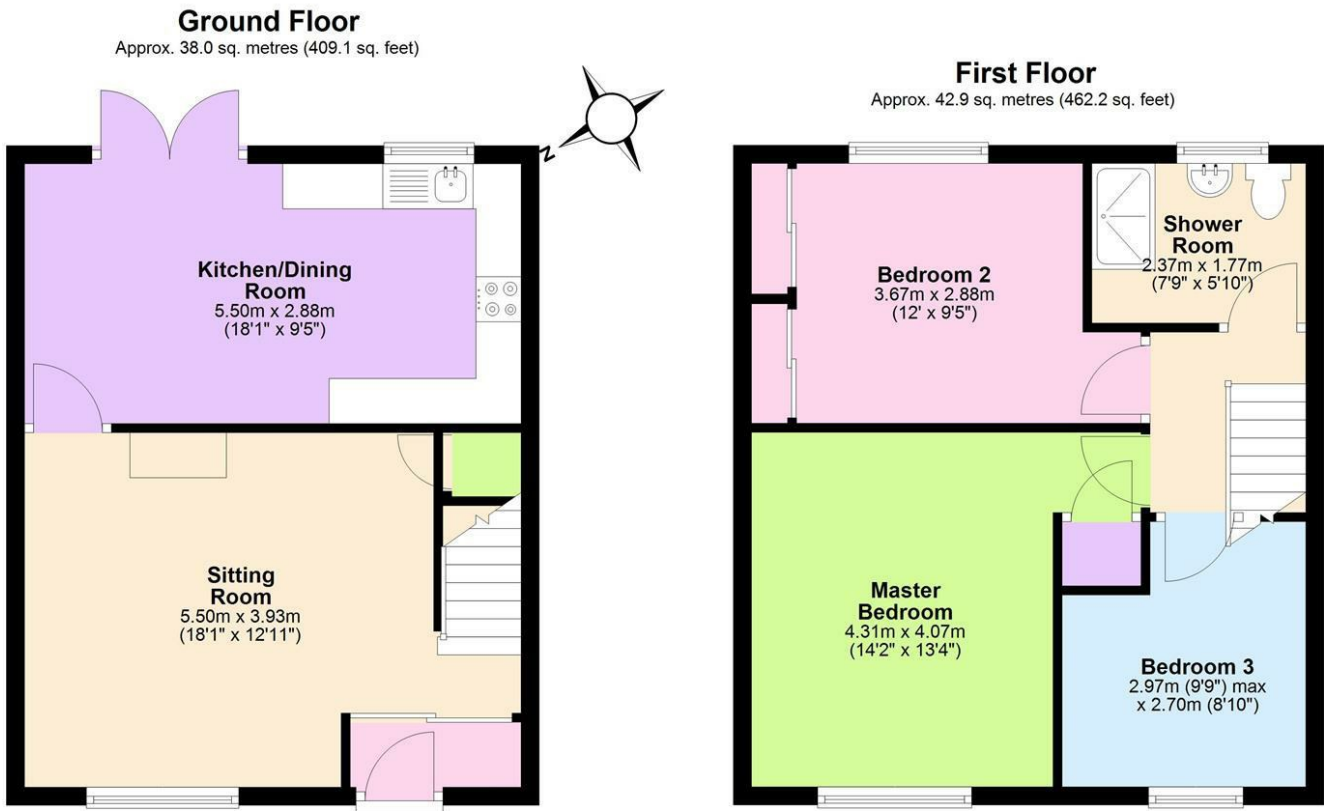 Ground Floor
Approx. 38.0 sq. metres (409.1 sq. feet)
N
Kitchen/Dining
Room
5.50m x 2.88m
(18'1" x 9'5")
Sitting
Room
5.50m x 3.93m
(18'1" x 12'11")
First Floor
Approx. 42.9 sq. metres (462.2 sq. feet)
Bedroom 2
3.67m x 2.88m
(12' x 9'5")
Shower
Room
2.37m x 1.77m
(7'9" x 5'10")
Master
Bedroom
4.31m x 4.07m
(14'2" x 13'4")
Bedroom 3
2.97m (9'9") max
x 2.70m (8'10")